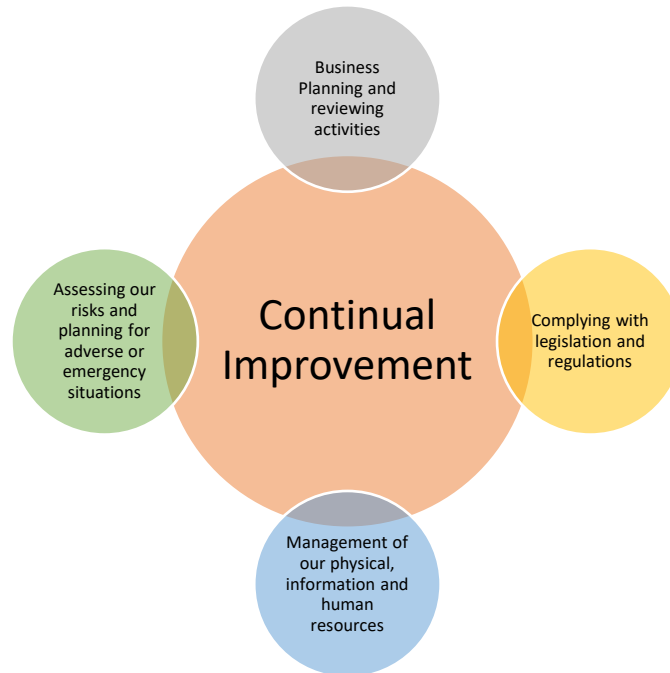 Business
Planning and
reviewing
activities
Assessing our
risks and
planning for
adverse or
emergency
situations
Continual
Improvement
Complying with
legislation and
regulations
Management of
our physical,
information and
human
resources